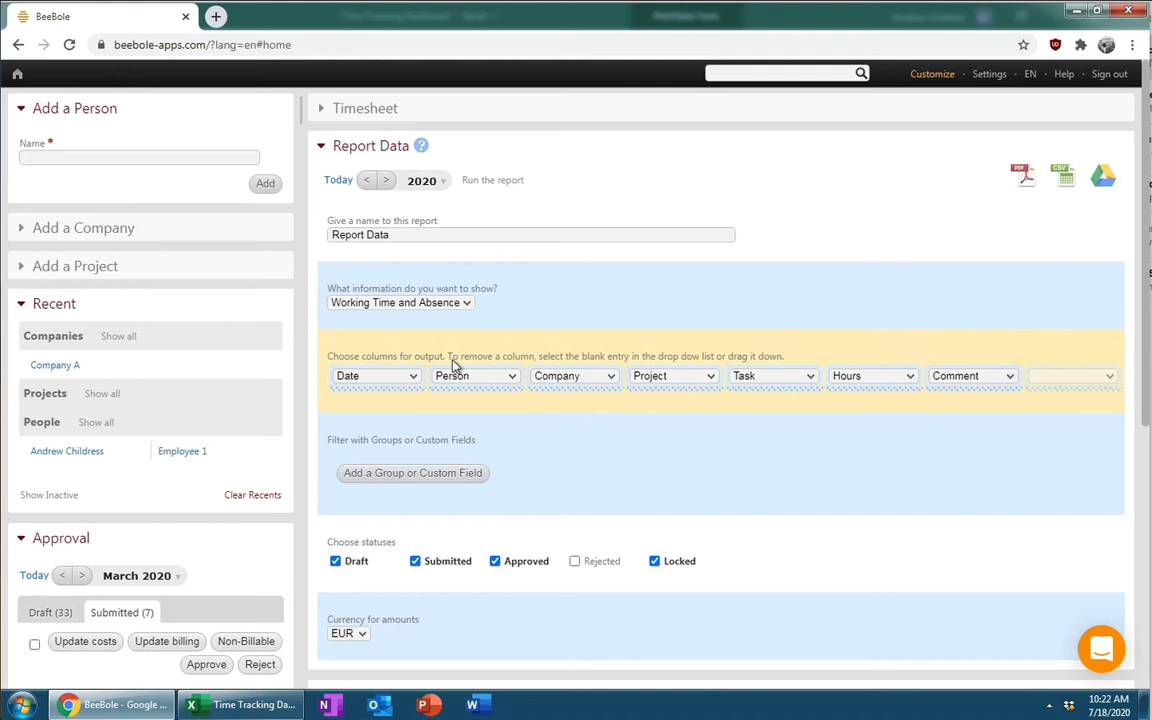 BeeBole
beebole-apps.com/?lang=en#home
Customize Settings EN Help Sign out
Add a Person
Name *
Add
Add a Company
Add a Project
Recent
Companies Show all
Company A
Projects Show all
People Show all
Andrew Childress Employee 1
Show Inactive Clear Recents
Approval
Today < > March 2020
Draft (33) Submitted (7)
Update costs Update billing Non-Billable
Approve Reject
Timesheet
Report Data ?
Today < > 2020 Run the report
PDF CSV
Give a name to this report
Report Data
What information do you want to show?
Working Time and Absence
Choose columns for output. To remove a column, select the blank entry in the drop dow list or drag it down.
Date Person Company Project Task Hours Comment
Filter with Groups or Custom Fields
Add a Group or Custom Field
Choose statuses
Draft Submitted Approved Rejected Locked
Currency for amounts
EUR
BeeBole - Google ... Time Tracking Da...
10:22 AM
7/18/2020